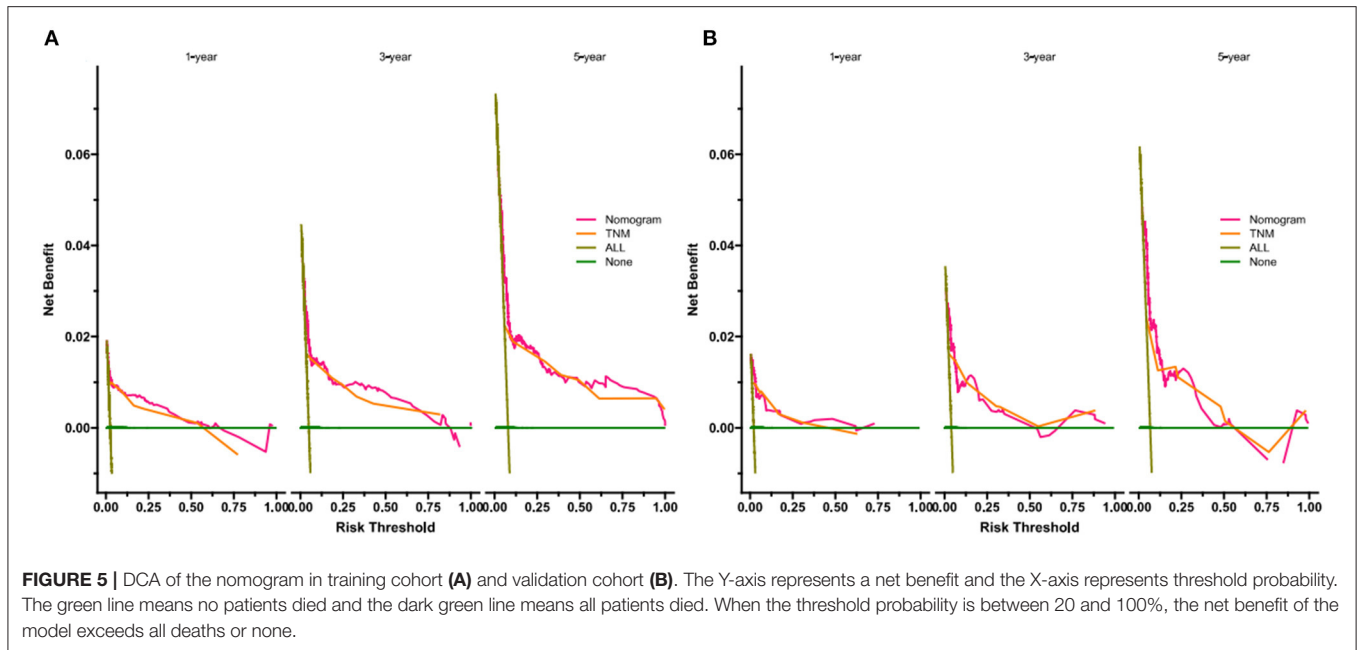 A
B
1-year
3-year
5-year
1-year
3-year
5-year
Net Benefit
0.06
0.04
0.02
0.00
Nomogram
TNM
ALL
None
0.00 0.25 0.50 0.75 1.00 0.00 0.25 0.50 0.75 1.00 0.00 0.25 0.50 0.75 1.00
Risk Threshold
Net Benefit
0.06
0.04
0.02
0.00
Nomogram
TNM
ALL
None
0.00 0.25 0.50 0.75 1.00 0.00 0.25 0.50 0.75 1.00 0.00 0.25 0.50 0.75 1.00
Risk Threshold
FIGURE 5 | DCA of the nomogram in training cohort (A) and validation cohort (B). The Y-axis represents a net benefit and the X-axis represents threshold probability.
The green line means no patients died and the dark green line means all patients died. When the threshold probability is between 20 and 100%, the net benefit of the
model exceeds all deaths or none.